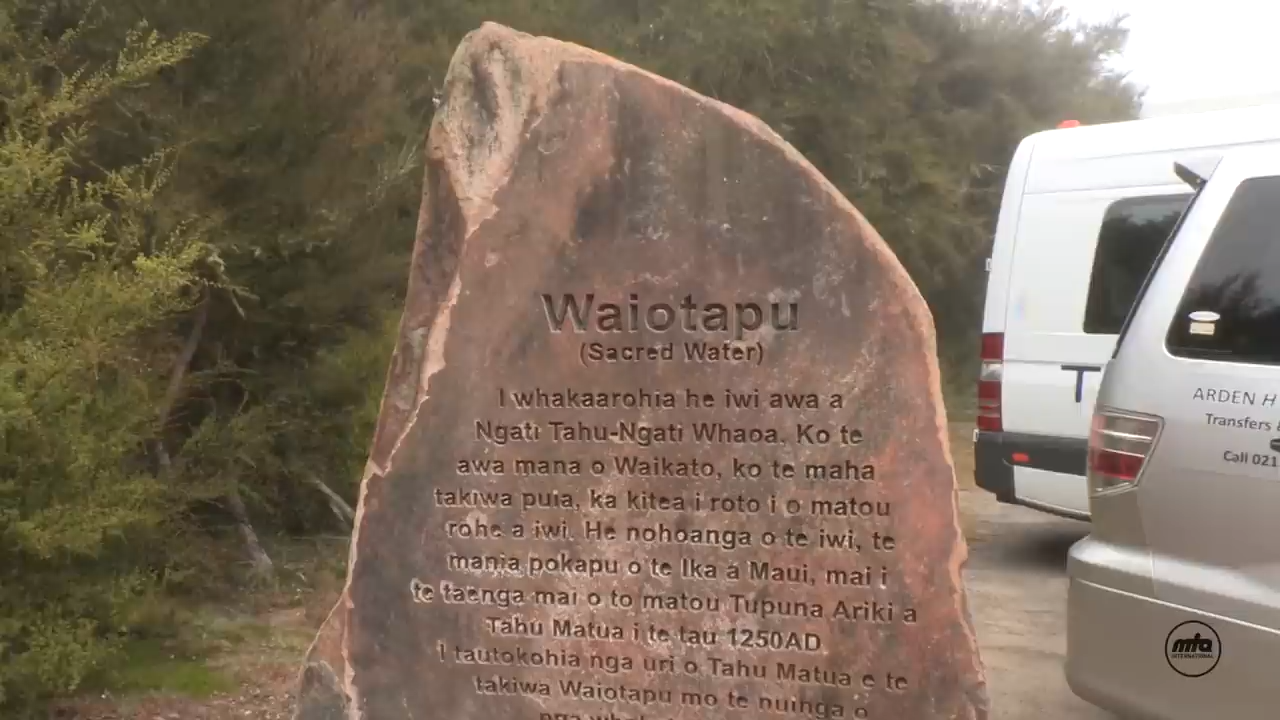 Waiotapu
(Sacred Water)
I whakaarohia he iwi awa a
Ngati Tahu-Ngati Whaoa. Ko te
awa mana o Waikato, ko te maha
takiwa puia, ka kitea i roto i o matou
rohe a iwi. He nohoanga o te iwi, te
mania pokapu o te Ika a Maui, mai i
te taenga mai o to matou Tupuna Ariki a
Tahu Matua i te tau 1250AD
I tautokohia nga uri o Tahu Matua e te
takiwa Waiotapu mo te nuinga o
nga
T
ARDEN H
Transfers &
Call 021
mta
INTERNATIONAL